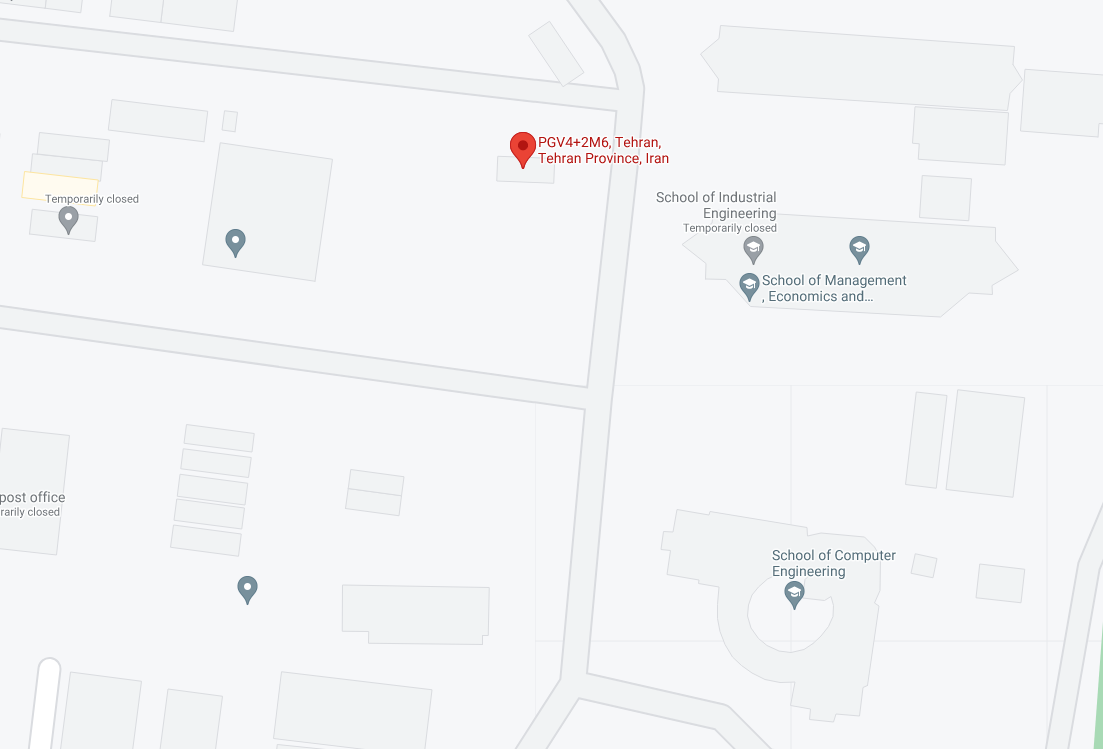 PGV4+2M6, Tehran,
Tehran Province, Iran
Temporarily closed
School of Industrial
Engineering
Temporarily closed
School of Management
, Economics and…
post office
rarily closed
School of Computer
Engineering